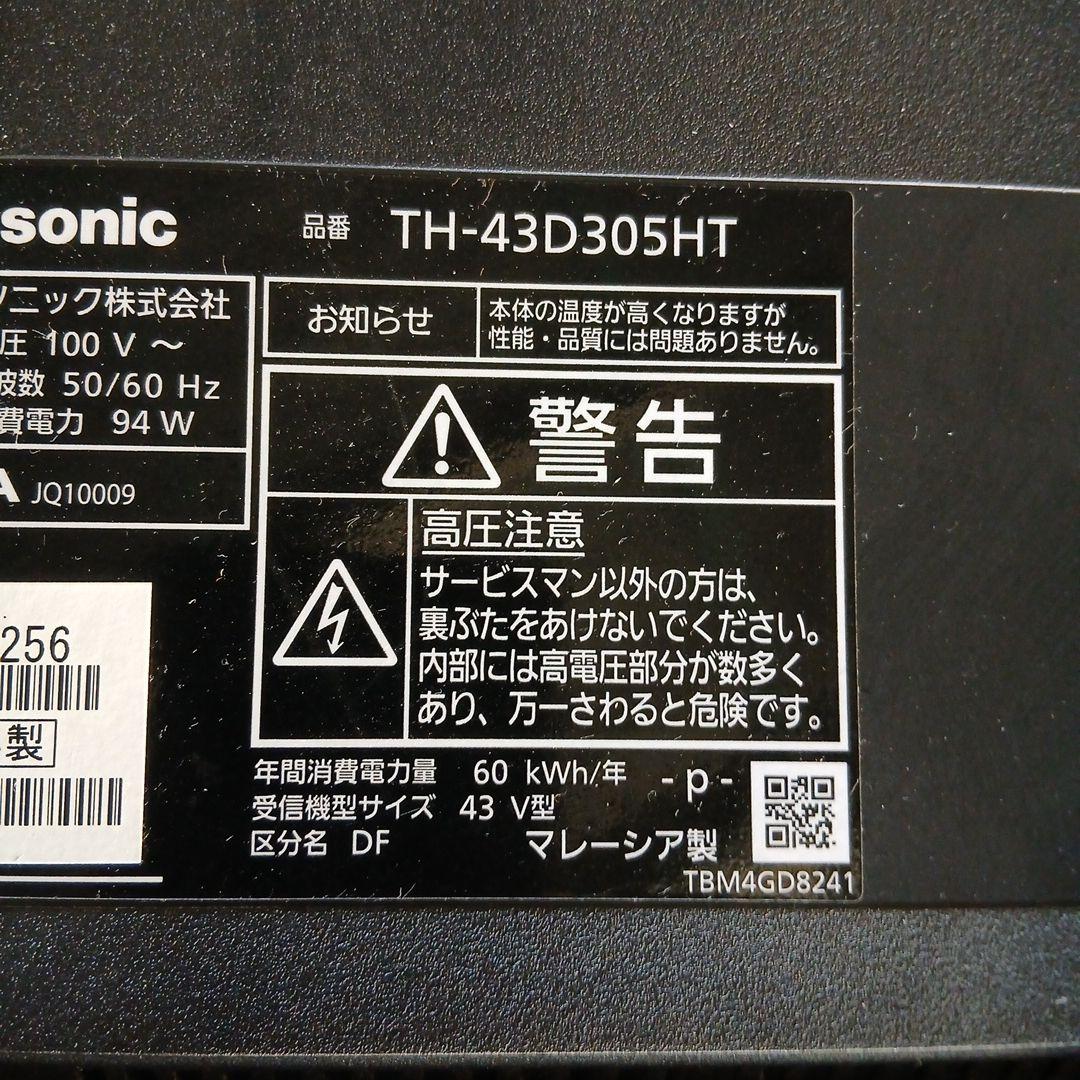 sonic
品番 TH-43D305HT
ソニック株式会社
圧 100 V ～
波数 50/60 Hz
費電力 94 W
A JQ10009
お知らせ
本体の温度が高くなりますが
性能・品質には問題ありません。
警告
高圧注意
サービスマン以外の方は、
裏ぶたをあけないでください。
内部には高電圧部分が数多く
あり、万一さわると危険です。
256
製
年間消費電力量 60 kWh/年
受信機型サイズ 43 V型
区分名 DF
- p -
マレーシア製
TBM4GD8241